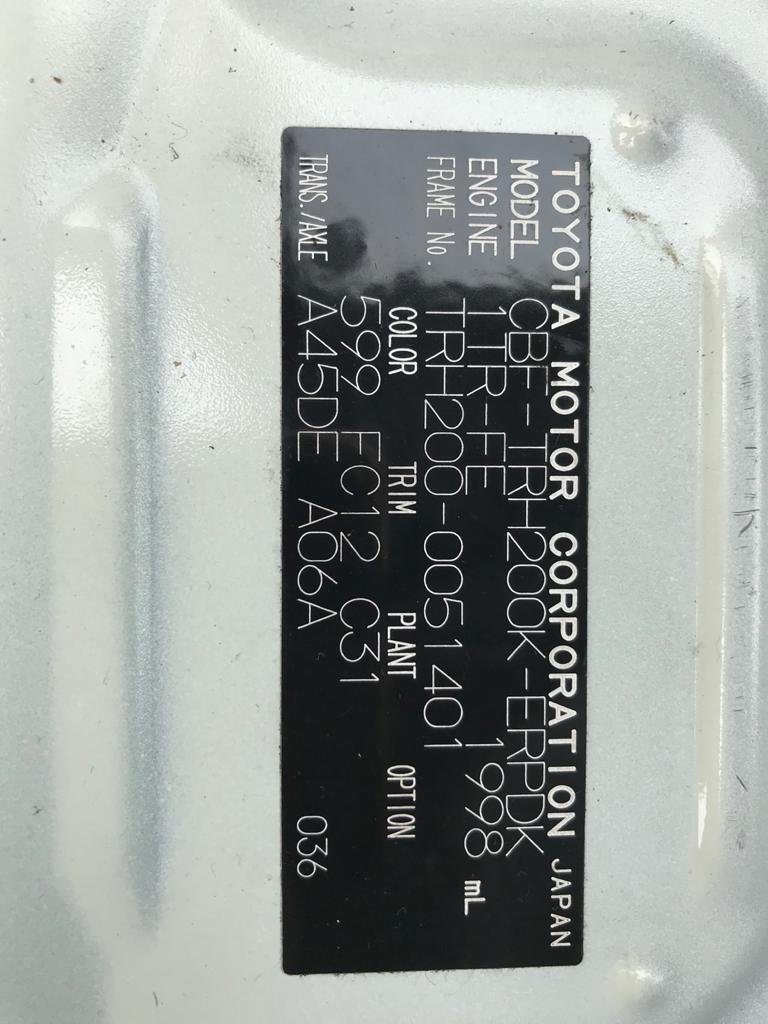 TOYOTA MOTOR CORPORATION JAPAN
MODEL CBF-TRH200K-ERPDK
ENGINE 1TR-FE 1998 mL
FRAME No. TRH200-0051401
COLOR TRIM PLANT OPTION
599 FC12 C31
TRANS./AXLE A45DE A06A 036